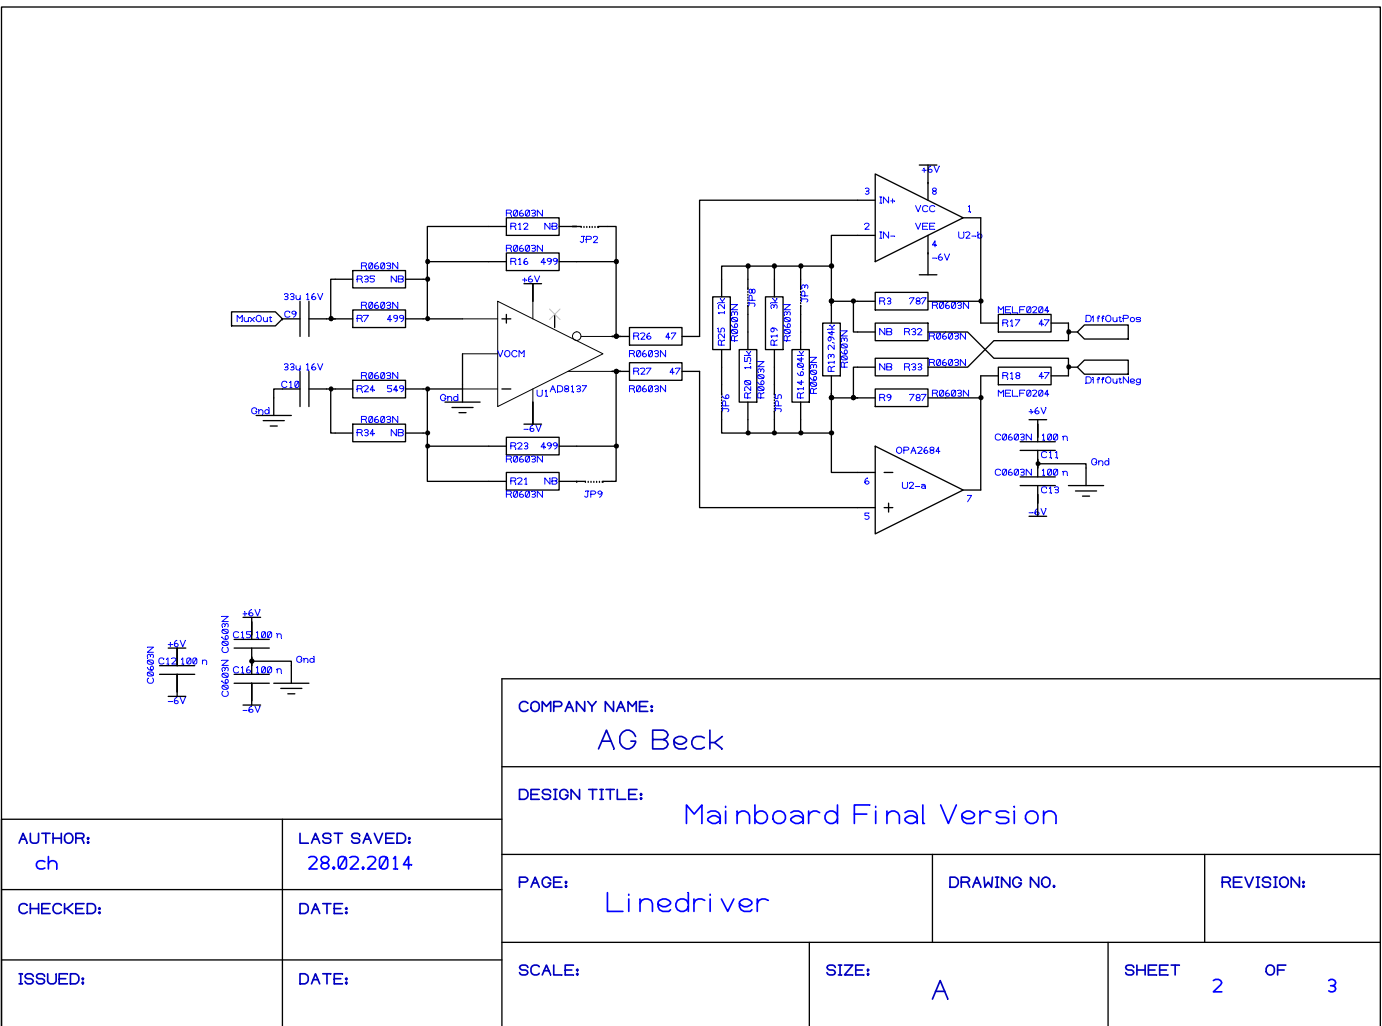 +6V
3
8
IN+
VCC
1
2
VEE
IN-
U2-b
4
-6V
R0603N
R12 NB
JP2
R0603N
R16 499
R0603N
R35 NB
+6V
33u 16V
C9
R0603N
MuxOut
R7 499
+
VOCM
R26 47
R0603N
33u 16V
C10
R0603N
R24 549
−
U1
AD8137
R27 47
R0603N
Gnd
Gnd
R0603N
R34 NB
-6V
R23 499
R0603N
R21 NB
JP9
R0603N
R25 12k
R0603N
JP6
JP8
R20 1.5k
R0603N
R19 3k
R0603N
JP5
JP3
R14 6.04k
R0603N
R13 2.94k
R0603N
R3 787
R0603N
NB R32
R0603N
NB R33
R0603N
R9 787
R0603N
MELF0204
R17 47
DiffOutPos
R18 47
DiffOutNeg
MELF0204
OPA2684
−
6
U2-a
7
5
+
+6V
C0603N 100 n
C11
Gnd
C0603N 100 n
C13
-6V
+6V
C0603N
C12 100 n
-6V
+6V
C0603N
C15 100 n
Gnd
C0603N
C16 100 n
-6V
COMPANY NAME:
AG Beck
DESIGN TITLE:
Mainboard Final Version
AUTHOR:
ch
LAST SAVED:
28.02.2014
PAGE:
Linedriver
DRAWING NO.
REVISION:
CHECKED:
DATE:
ISSUED:
DATE:
SCALE:
SIZE:
A
SHEET 2 OF 3